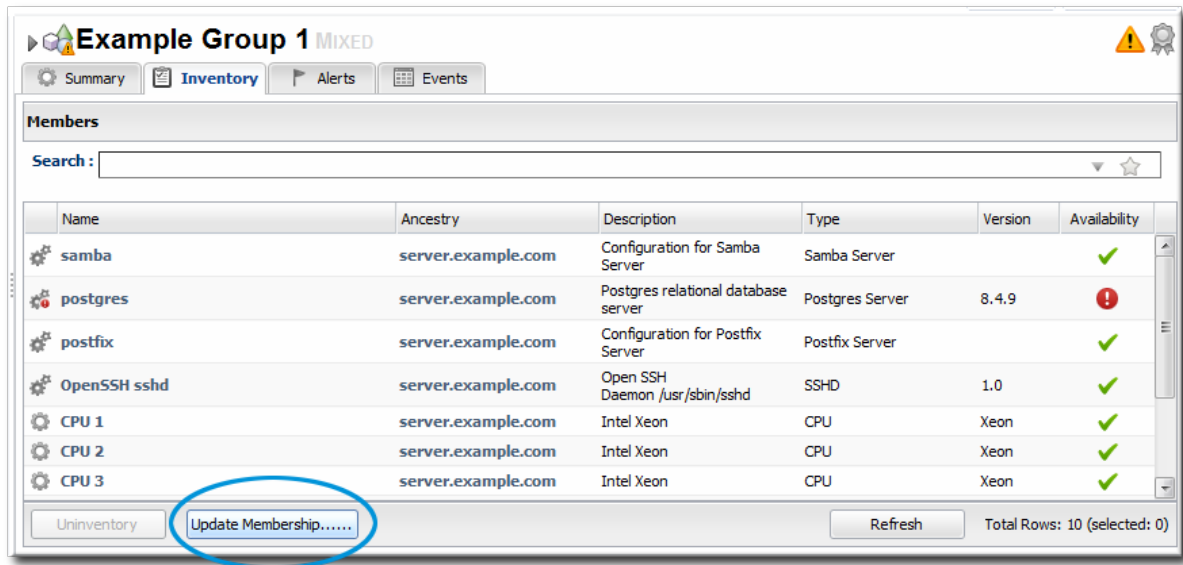 Example Group 1 MIXED
Summary Inventory Alerts Events
Members
Search :
Name Ancestry Description Type Version Availability
samba server.example.com Configuration for Samba Server Samba Server
postgres server.example.com Postgres relational database server Postgres Server 8.4.9
postfix server.example.com Configuration for Postfix Server Postfix Server
OpenSSH sshd server.example.com Open SSH Daemon /usr/sbin/sshd SSHD 1.0
CPU 1 server.example.com Intel Xeon CPU Xeon
CPU 2 server.example.com Intel Xeon CPU Xeon
CPU 3 server.example.com Intel Xeon CPU Xeon
Uninventory Update Membership...... Refresh Total Rows: 10 (selected: 0)